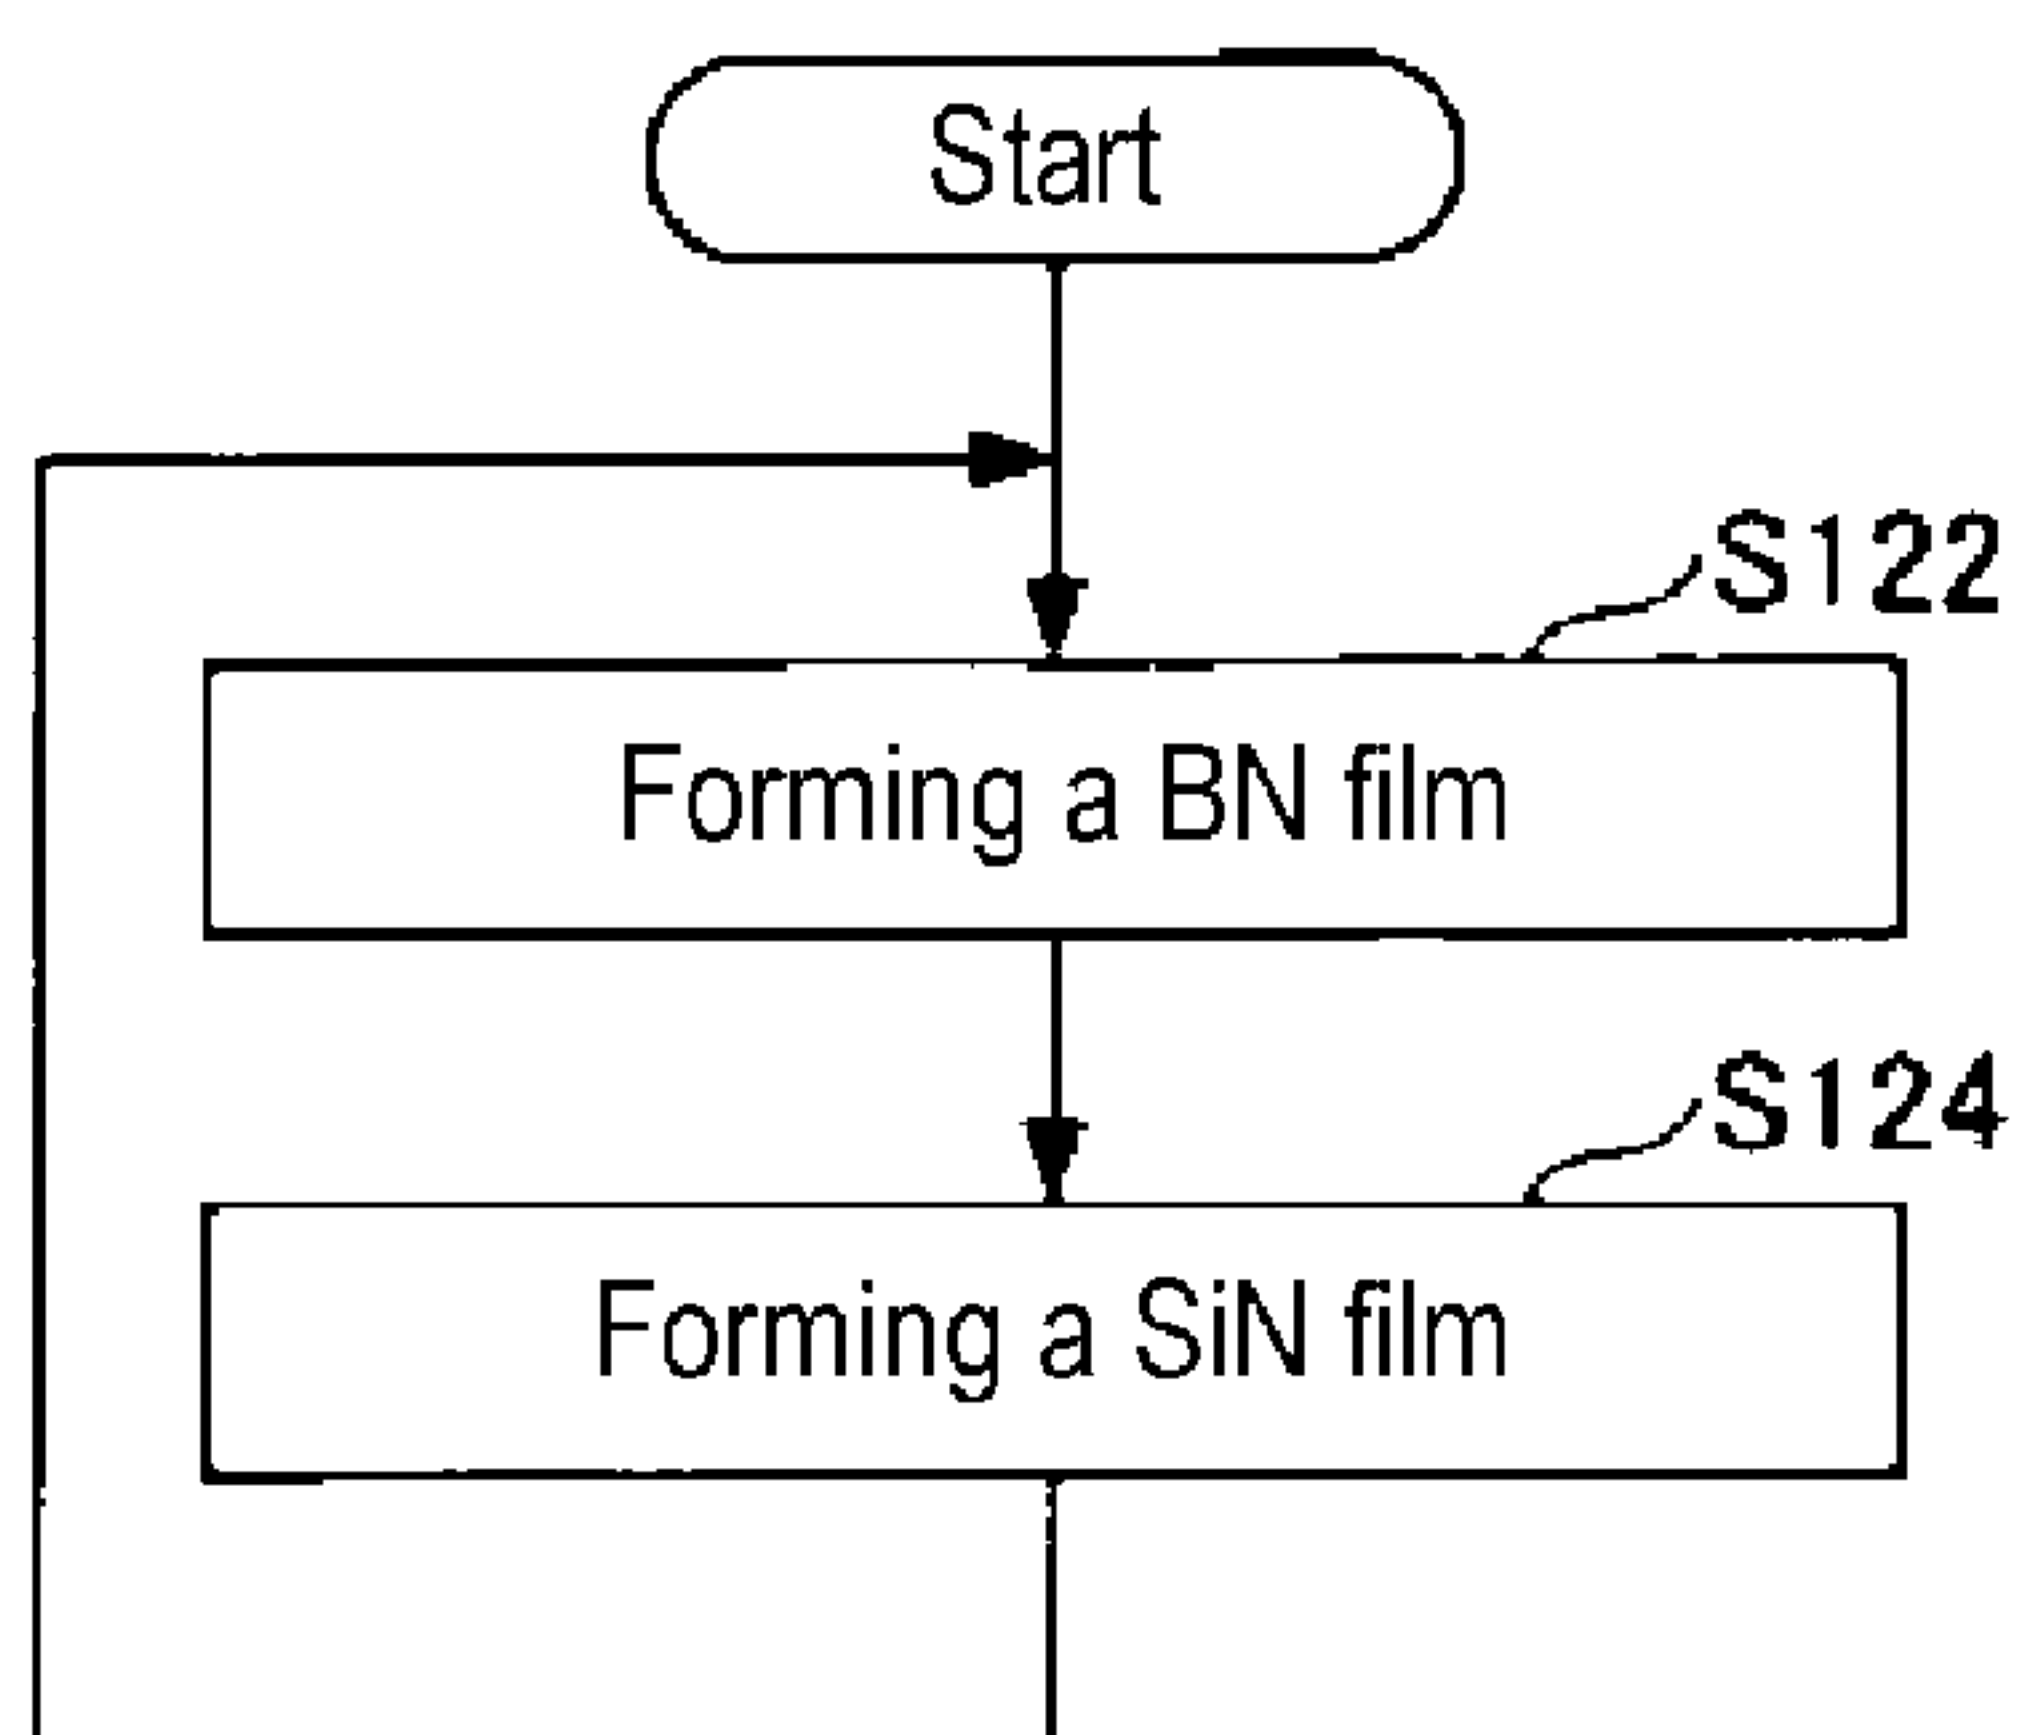 Start
S122
Forming a BN film
S124
Forming a SiN film